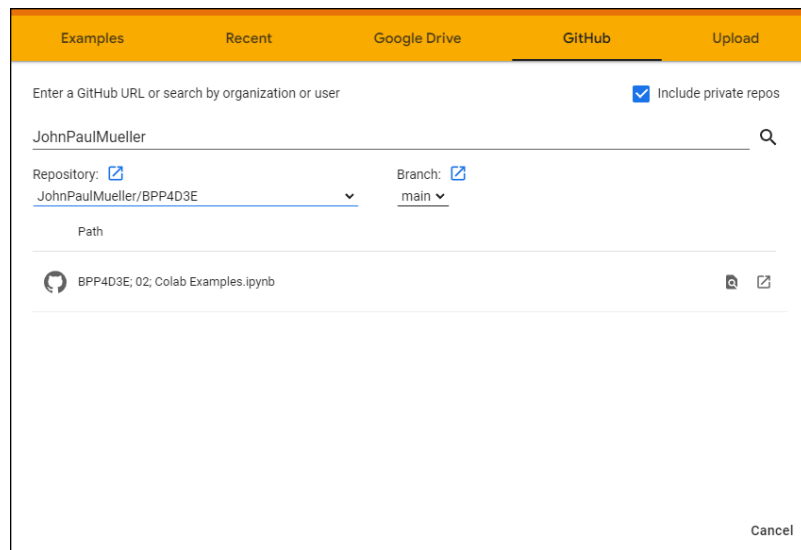 Examples Recent Google Drive GitHub Upload
Enter a GitHub URL or search by organization or user Include private repos
JohnPaulMueller
Repository: Branch:
JohnPaulMueller/BPP4D3E main
Path
BPP4D3E; 02; Colab Examples.ipynb
Cancel